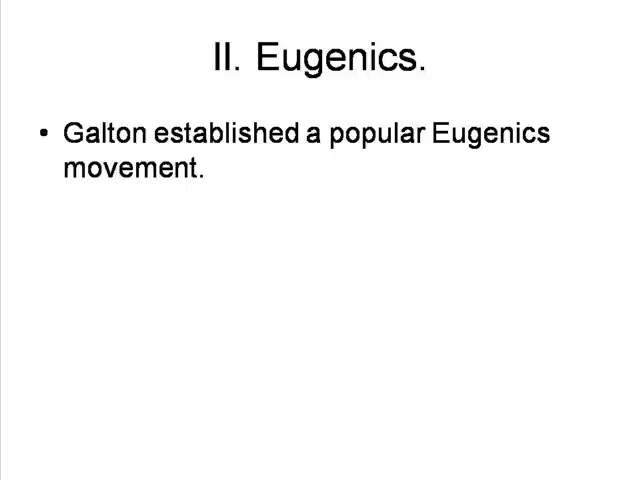 II. Eugenics.
• Galton established a popular Eugenics
movement.